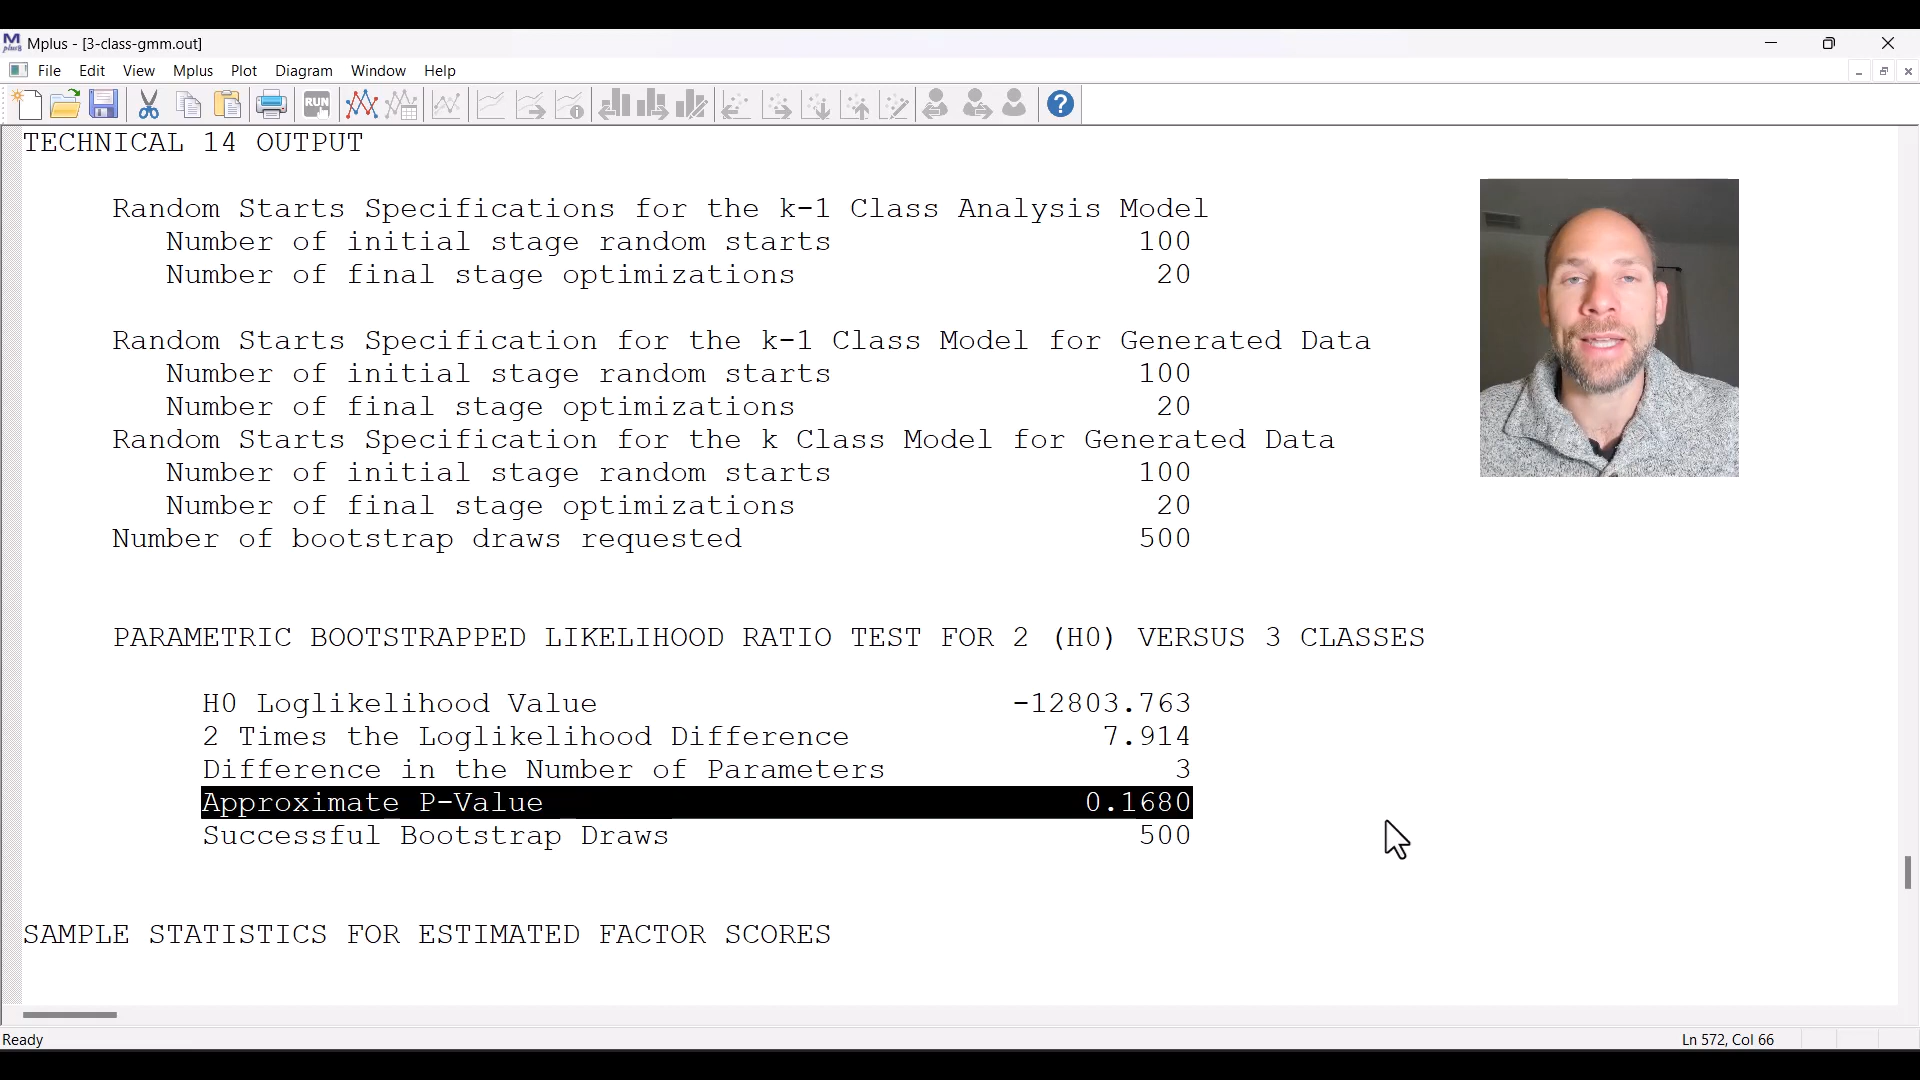 Mplus - [3-class-gmm.out]
File Edit View Mplus Plot Diagram Window Help
RUN
TECHNICAL 14 OUTPUT
Random Starts Specifications for the k-1 Class Analysis Model
Number of initial stage random starts 100
Number of final stage optimizations 20
Random Starts Specification for the k-1 Class Model for Generated Data
Number of initial stage random starts 100
Number of final stage optimizations 20
Random Starts Specification for the k Class Model for Generated Data
Number of initial stage random starts 100
Number of final stage optimizations 20
Number of bootstrap draws requested 500
PARAMETRIC BOOTSTRAPPED LIKELIHOOD RATIO TEST FOR 2 (H0) VERSUS 3 CLASSES
H0 Loglikelihood Value -12803.763
2 Times the Loglikelihood Difference 7.914
Difference in the Number of Parameters 3
Approximate P-Value 0.1680
Successful Bootstrap Draws 500
SAMPLE STATISTICS FOR ESTIMATED FACTOR SCORES
Ready
Ln 572, Col 66